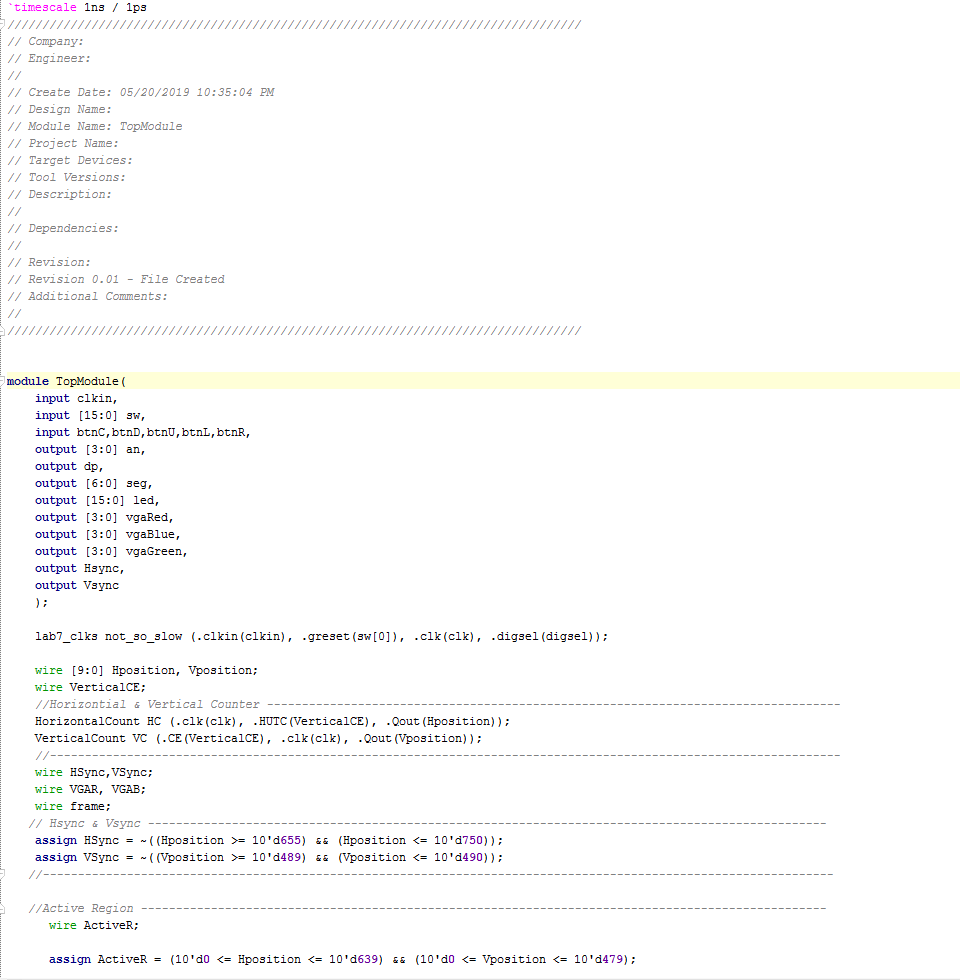 `timescale 1ns / 1ps
//////////////////////////////////////////////////////////////////////////////////
// Company:
// Engineer:
//
// Create Date: 05/20/2019 10:35:04 PM
// Design Name:
// Module Name: TopModule
// Project Name:
// Target Devices:
// Tool Versions:
// Description:
//
// Dependencies:
//
// Revision:
// Revision 0.01 - File Created
// Additional Comments:
//
//////////////////////////////////////////////////////////////////////////////////
module TopModule(
input clkin,
input [15:0] sw,
input btnC,btnD,btnU,btnL,btnR,
output [3:0] an,
output dp,
output [6:0] seg,
output [15:0] led,
output [3:0] vgaRed,
output [3:0] vgaBlue,
output [3:0] vgaGreen,
output Hsync,
output Vsync
);
lab7_clks not_so_slow (.clkin(clkin), .greset(sw[0]), .clk(clk), .digsel(digsel));
wire [9:0] Hposition, Vposition;
wire VerticalCE;
//Horizontial & Vertical Counter ----------------------------------------------------------------------------------
HorizontalCount HC (.clk(clk), .HUTC(VerticalCE), .Qout(Hposition));
VerticalCount VC (.CE(VerticalCE), .clk(clk), .Qout(Vposition));
//-----------------------------------------------------------------------------------------------------------------
wire HSync,VSync;
wire VGAR, VGAB;
wire frame;
// Hsync & Vsync -------------------------------------------------------------------------------------------------
assign HSync = ~((Hposition >= 10'd655) && (Hposition <= 10'd750));
assign VSync = ~((Vposition >= 10'd489) && (Vposition <= 10'd490));
//-----------------------------------------------------------------------------------------------------------------
//Active Region --------------------------------------------------------------------------------------------------
wire ActiveR;
assign ActiveR = (10'd0 <= Hposition <= 10'd639) && (10'd0 <= Vposition <= 10'd479);